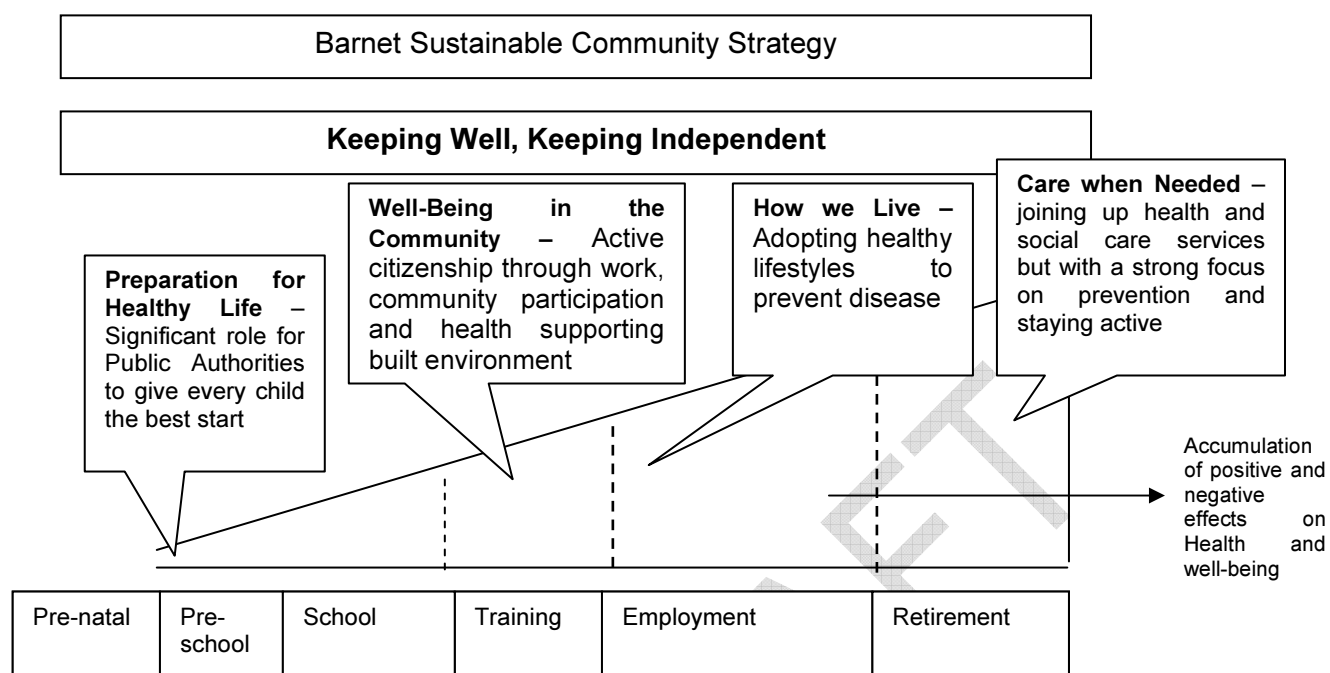 Barnet Sustainable Community Strategy
Keeping Well, Keeping Independent
Preparation for
Healthy Life –
Significant role for
Public Authorities
to give every child
the best start
Well-Being in the
Community – Active
citizenship through work,
community participation
and health supporting
built environment
How we Live –
Adopting healthy
lifestyles to
prevent disease
Care when Needed –
joining up health and
social care services
but with a strong focus
on prevention and
staying active
Accumulation
of positive and
negative
effects on
Health and
well-being
Pre-natal
Pre-
school
School
Training
Employment
Retirement